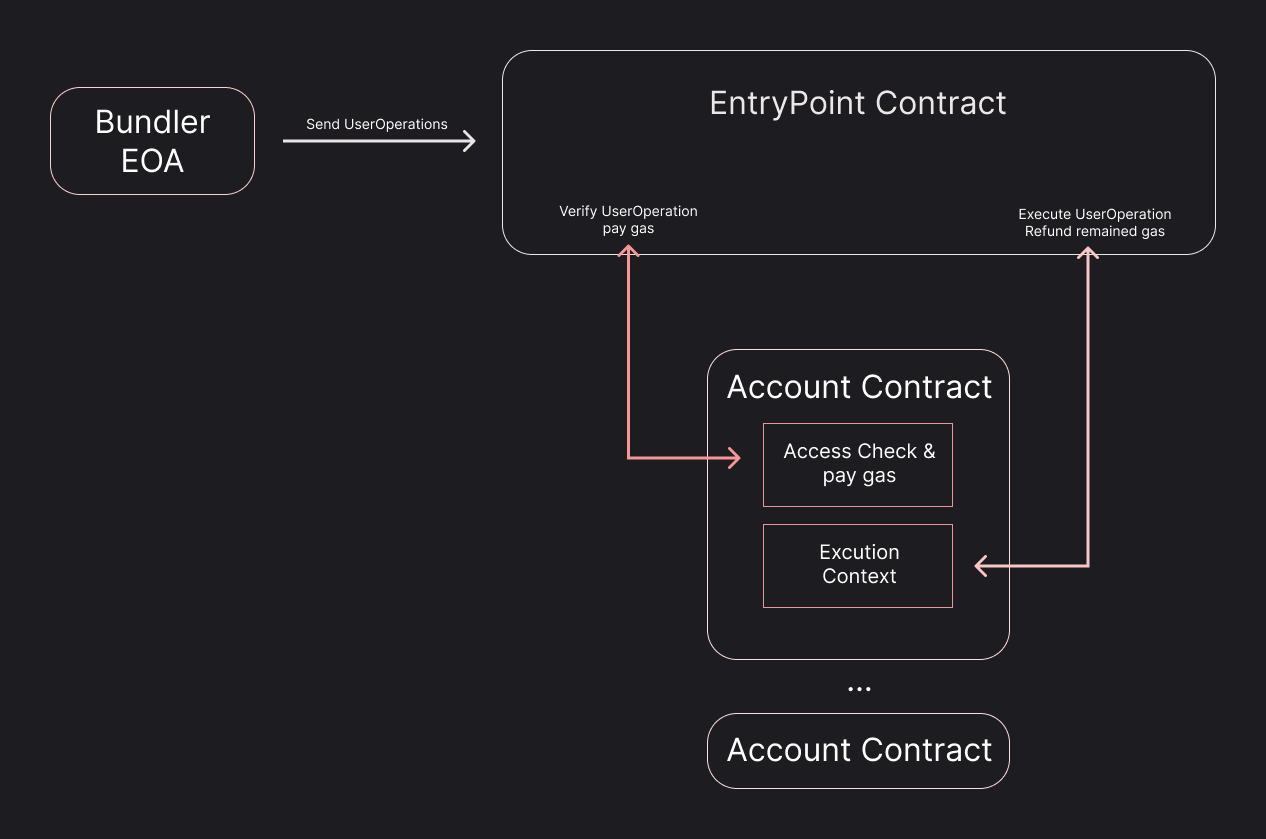 Bundler
EOA
Send UserOperations
EntryPoint Contract
Verify UserOperation
pay gas
Execute UserOperation
Refund remained gas
Account Contract
Access Check &
pay gas
Excution
Context
...
Account Contract